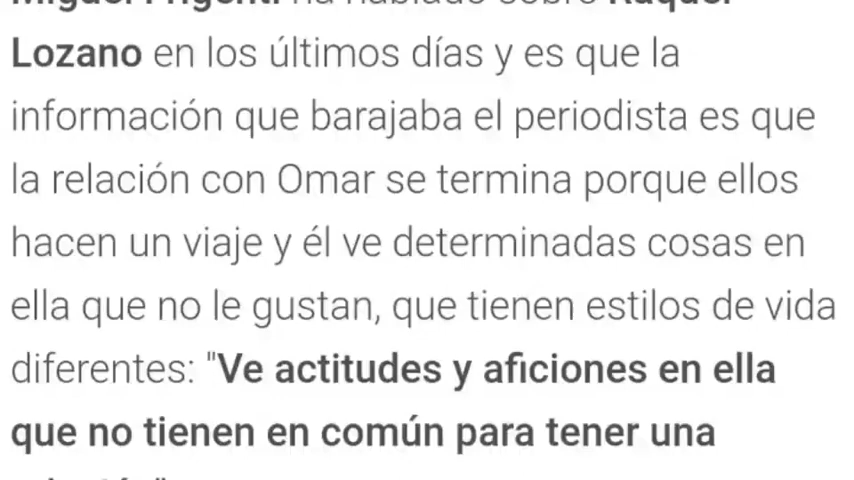 Lozano en los últimos días y es que la
información que barajaba el periodista es que
la relación con Omar se termina porque ellos
hacen un viaje y él ve determinadas cosas en
ella que no le gustan, que tienen estilos de vida
diferentes: "Ve actitudes y aficiones en ella
que no tienen en común para tener una